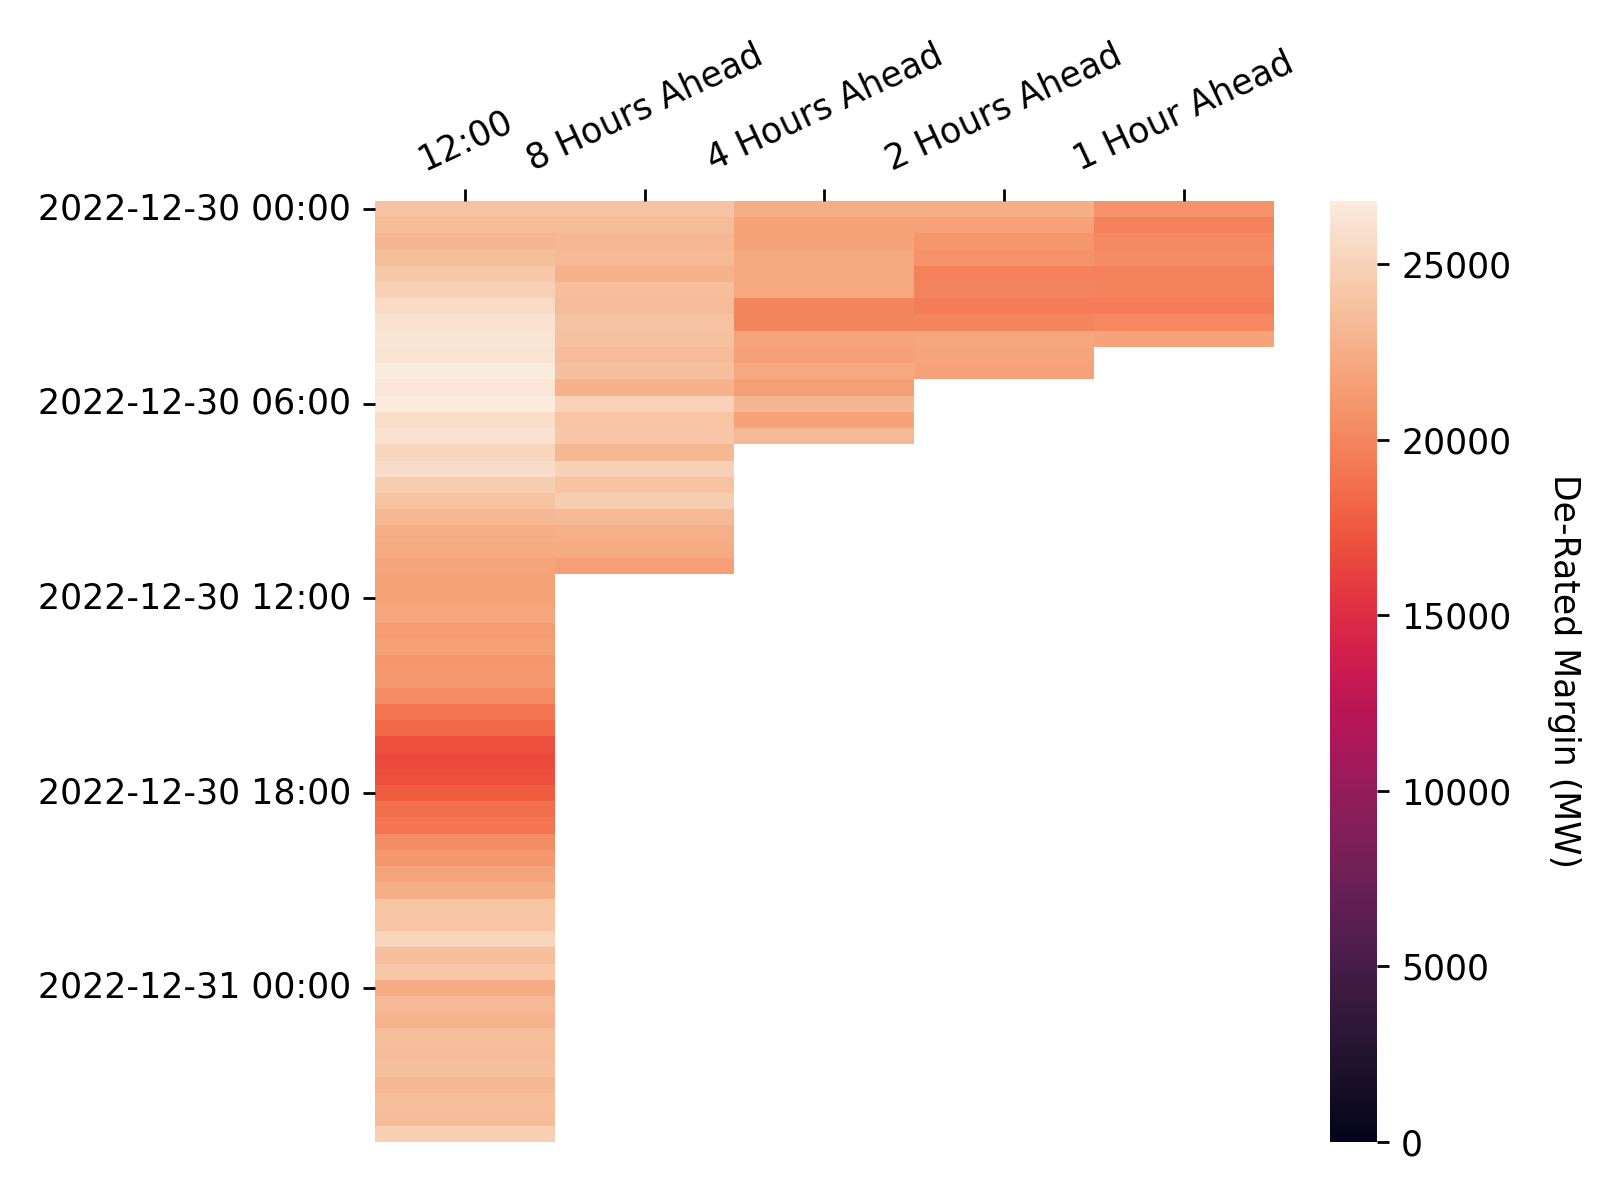 12:00
8 Hours Ahead
4 Hours Ahead
2 Hours Ahead
1 Hour Ahead
2022-12-30 00:00
2022-12-30 06:00
2022-12-30 12:00
2022-12-30 18:00
2022-12-31 00:00
25000
20000
15000
10000
5000
0
De-Rated Margin (MW)